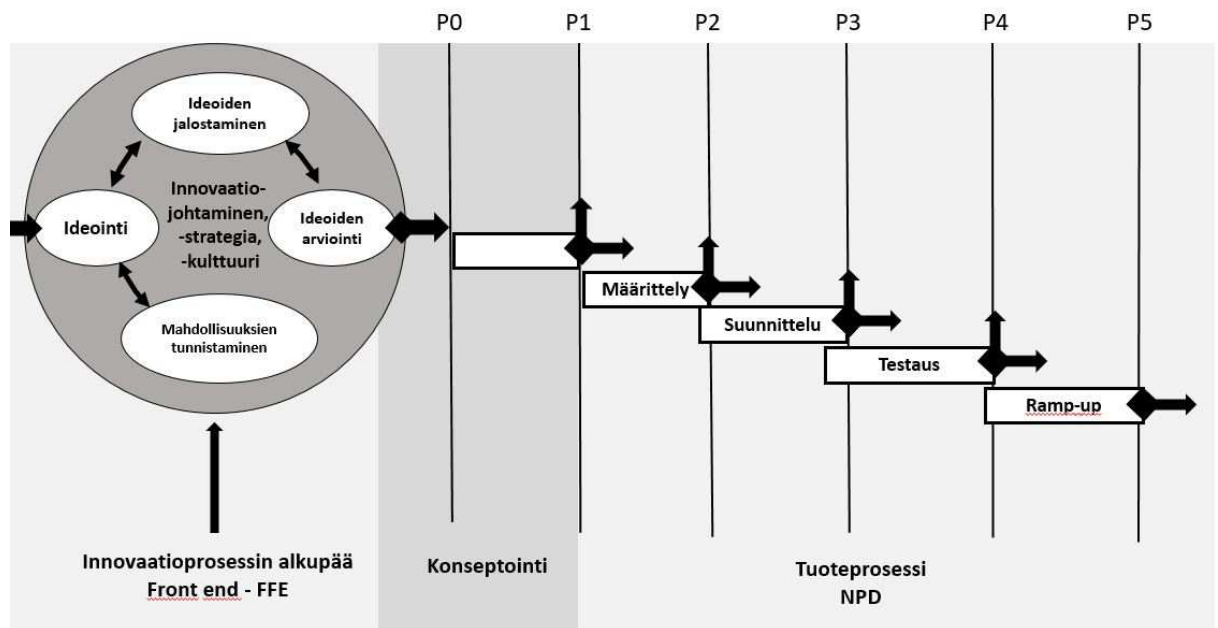 P0
P1
P2
P3
P4
P5
Ideoiden
jalostaminen
Innovaatio-
johtaminen,
-strategia,
-kulttuuri
Ideointi
Ideoiden
arviointi
Mahdollisuuksien
tunnistaminen
Määrittely
Suunnittelu
Testaus
Ramp-up
Innovaatioprosessin alkupää
Front end - FFE
Konseptointi
Tuoteprosessi
NPD